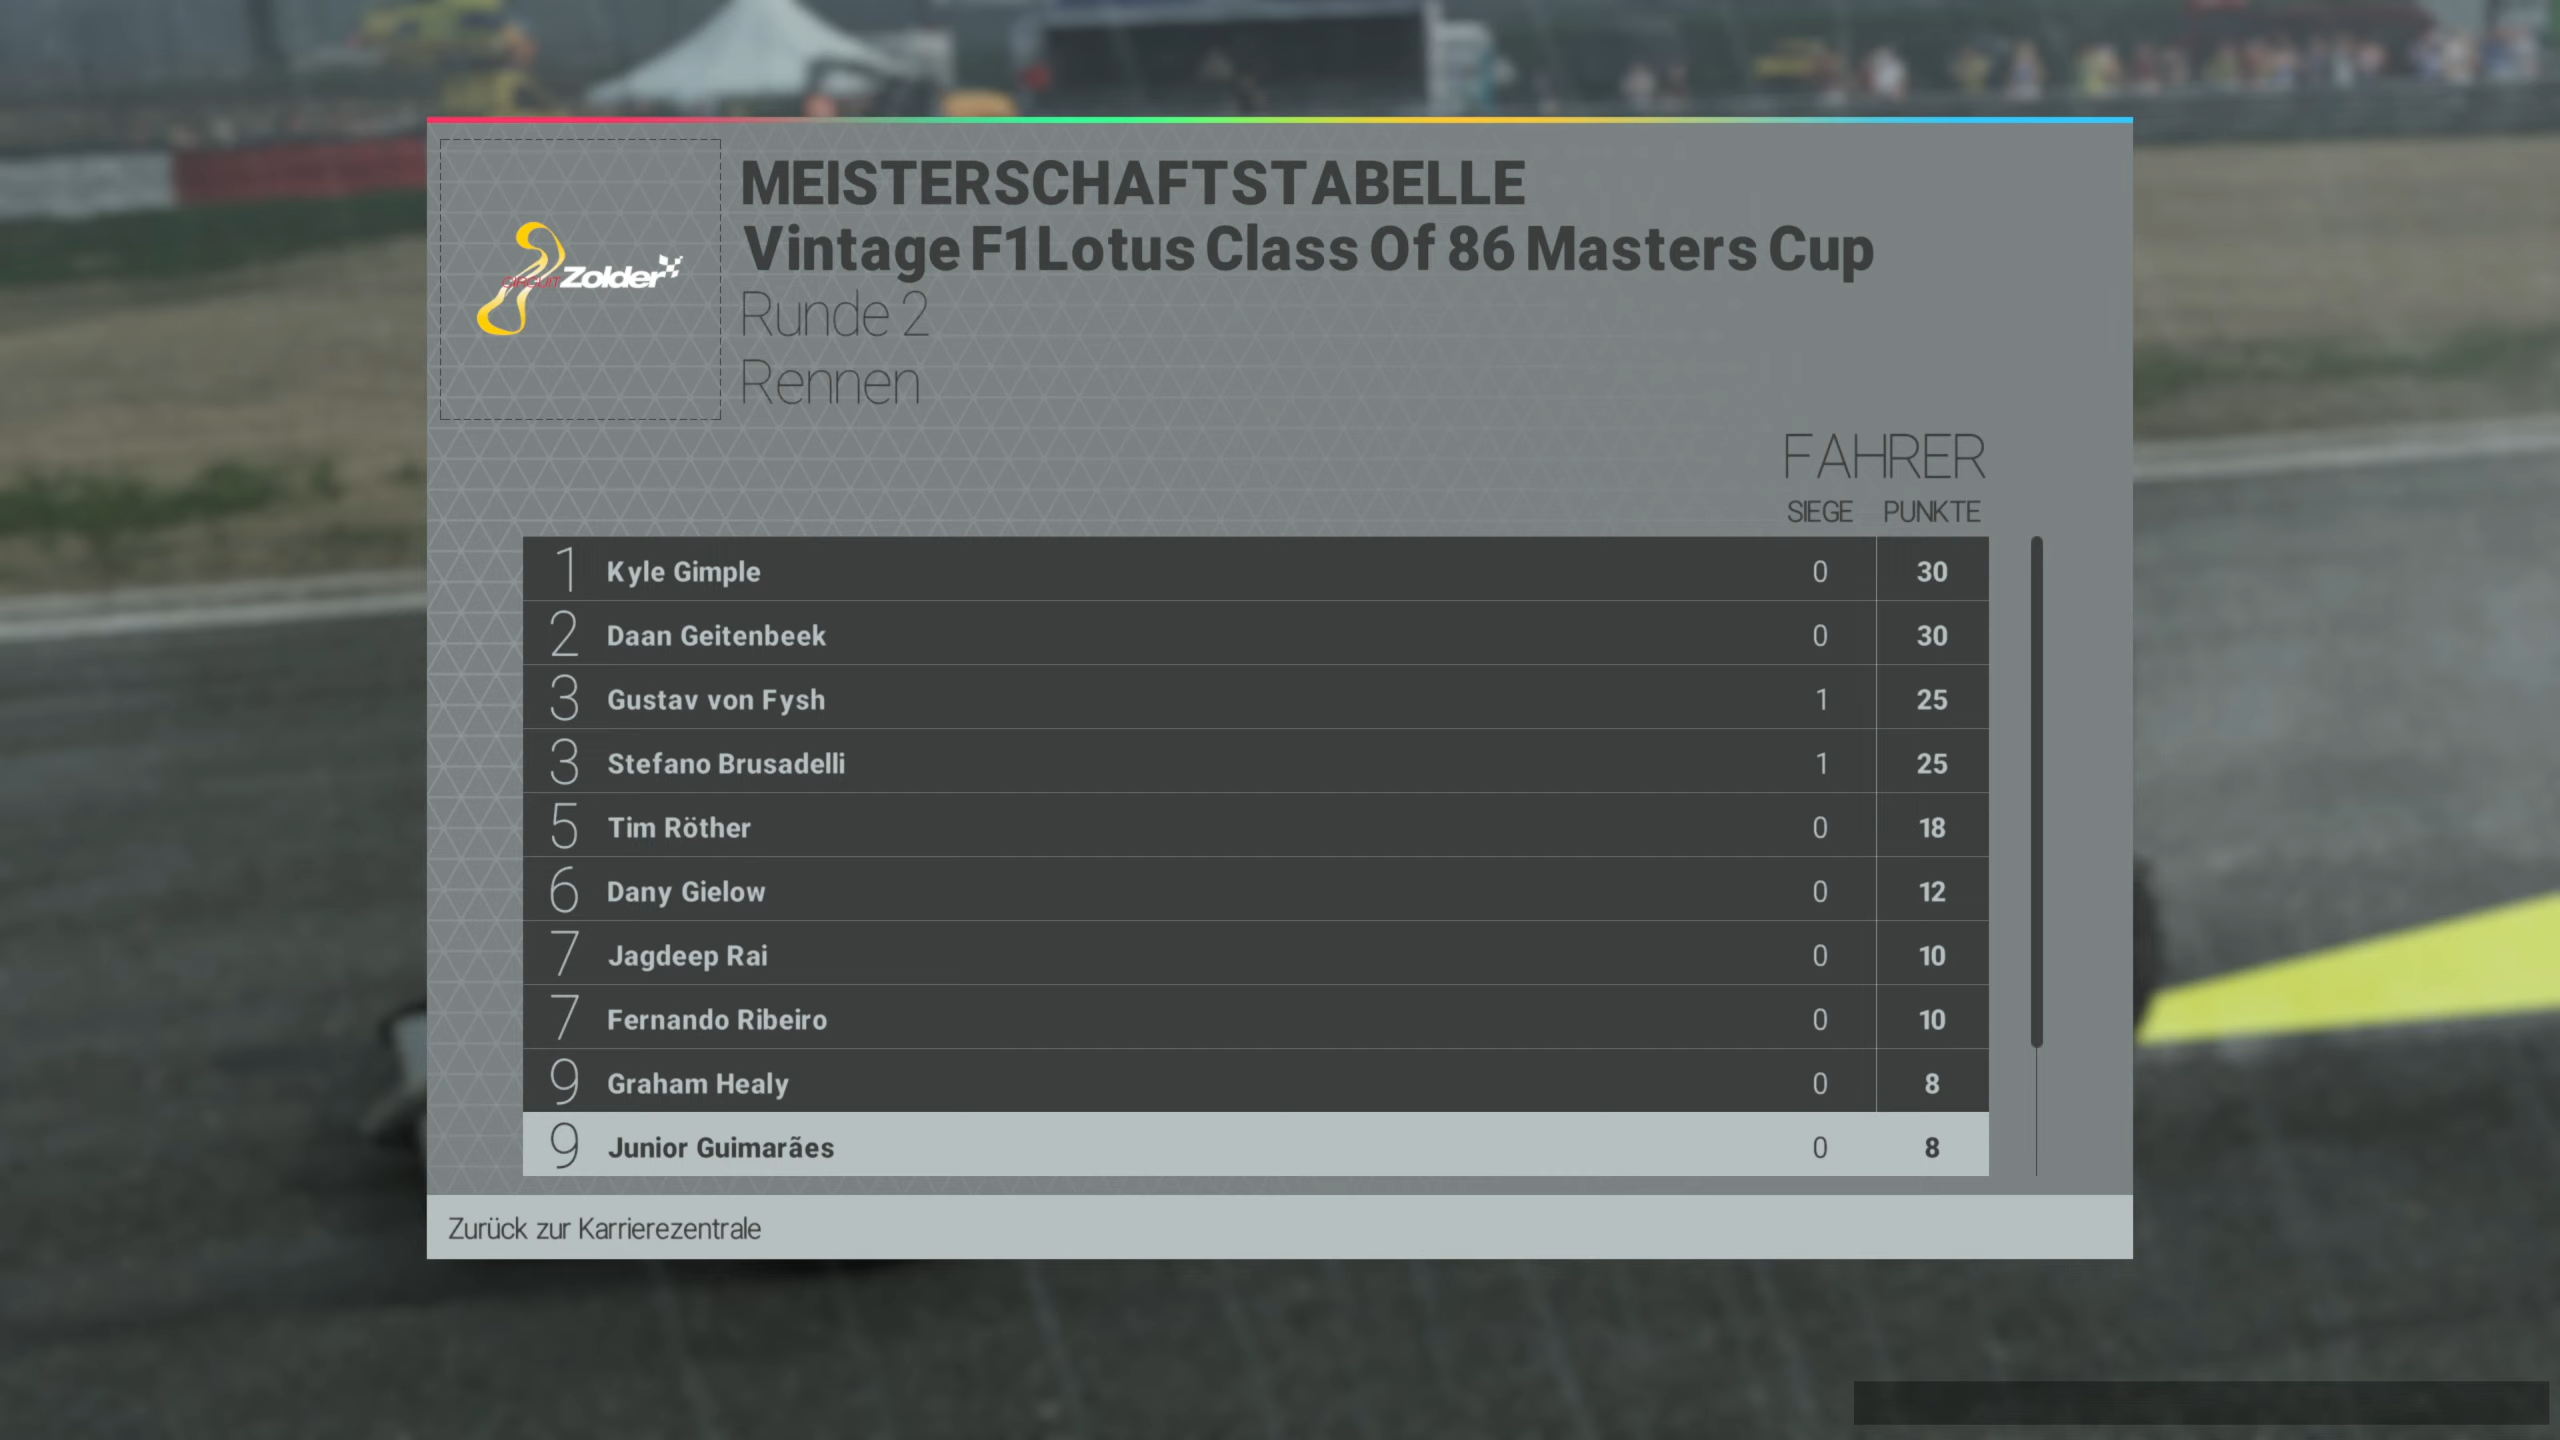 CIRCUIT Zolder
MEISTERSCHAFTSTABELLE
Vintage F1 Lotus Class Of 86 Masters Cup
Runde 2
Rennen
FAHRER
SIEGE PUNKTE
1 Kyle Gimple 0 30
2 Daan Geitenbeek 0 30
3 Gustav von Fysh 1 25
3 Stefano Brusadelli 1 25
5 Tim Röther 0 18
6 Dany Gielow 0 12
7 Jagdeep Rai 0 10
7 Fernando Ribeiro 0 10
9 Graham Healy 0 8
9 Junior Guimarães 0 8
Zurück zur Karrierezentrale